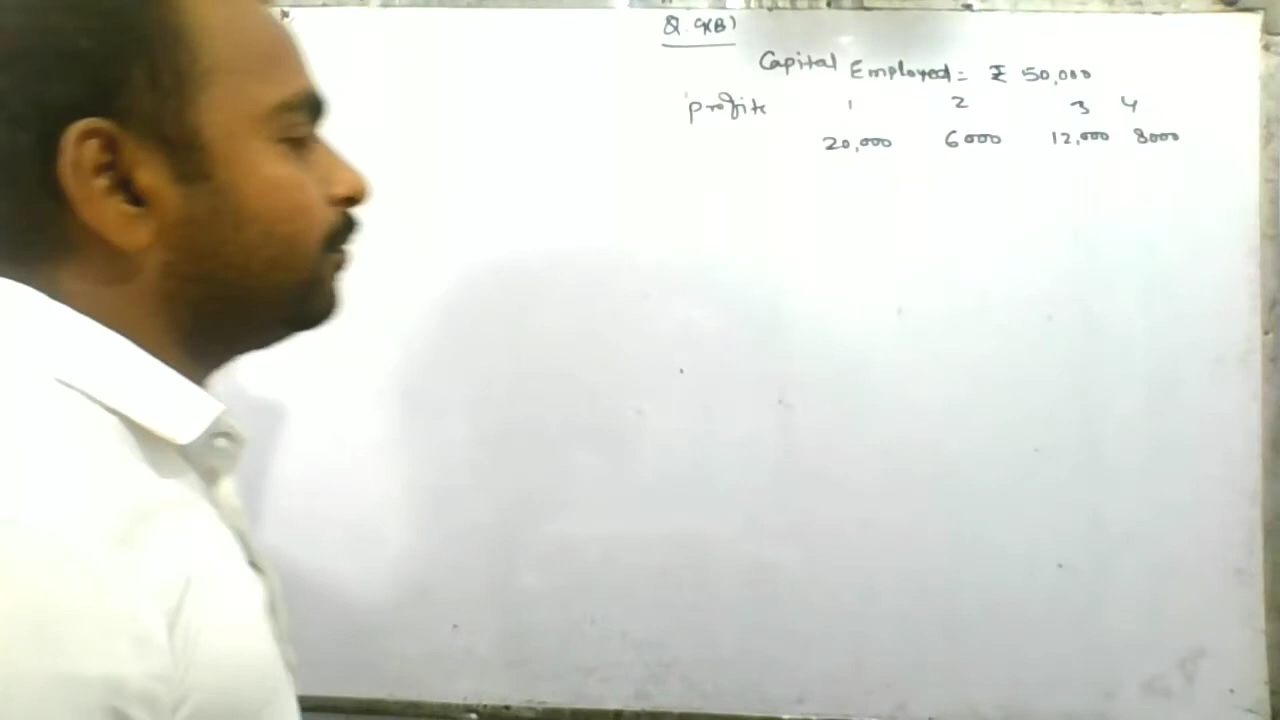 Q. 9(B)
Capital Employed = ₹ 50,000
profits 1 2 3 4
20,000 6000 12,000 8000